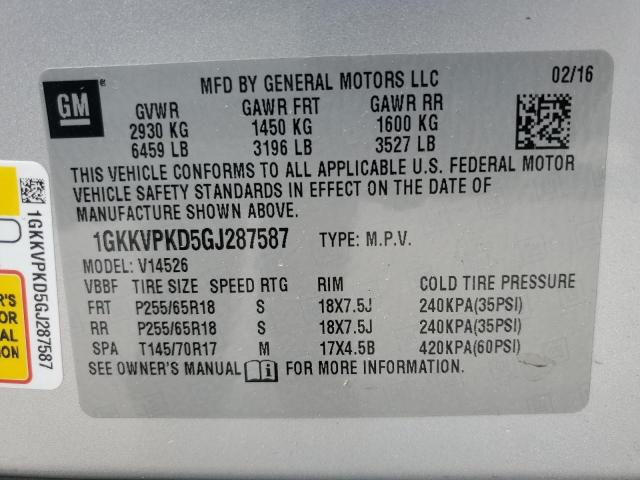 GM
MFD BY GENERAL MOTORS LLC
02/16
GVWR GAWR FRT GAWR RR
2930 KG 1450 KG 1600 KG
6459 LB 3196 LB 3527 LB
THIS VEHICLE CONFORMS TO ALL APPLICABLE U.S. FEDERAL MOTOR
VEHICLE SAFETY STANDARDS IN EFFECT ON THE DATE OF
MANUFACTURE SHOWN ABOVE.
1GKKVPKD5GJ287587 TYPE: M.P.V.
MODEL: V14526
VBBF TIRE SIZE SPEED RTG RIM COLD TIRE PRESSURE
FRT P255/65R18 S 18X7.5J 240KPA(35PSI)
RR P255/65R18 S 18X7.5J 240KPA(35PSI)
SPA T145/70R17 M 17X4.5B 420KPA(60PSI)
SEE OWNER'S MANUAL FOR MORE INFORMATION.
1GKKVPKD5GJ287587